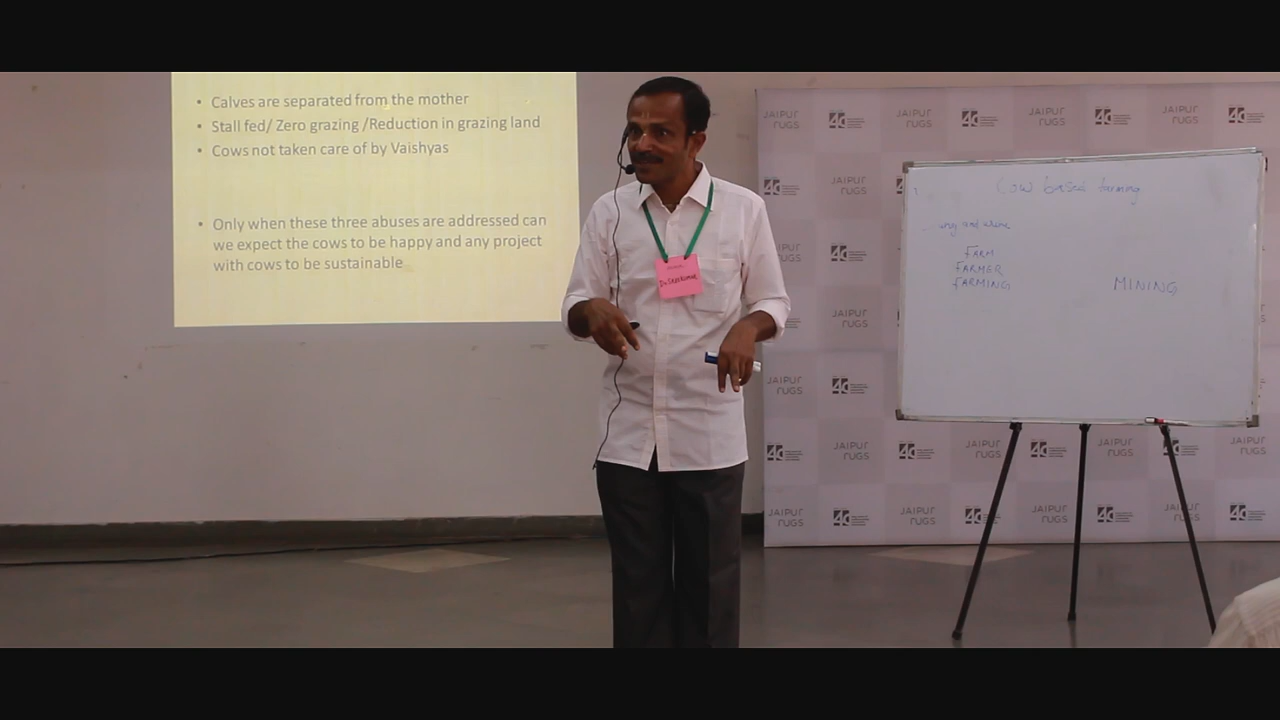 • Calves are separated from the mother
• Stall fed/ Zero grazing /Reduction in grazing land
• Cows not taken care of by Vaishyas
• Only when these three abuses are addressed can
we expect the cows to be happy and any project
with cows to be sustainable
Cow based farming
FARM
FARMER
FARMING
MINING
JAIPUR
RUGS
40